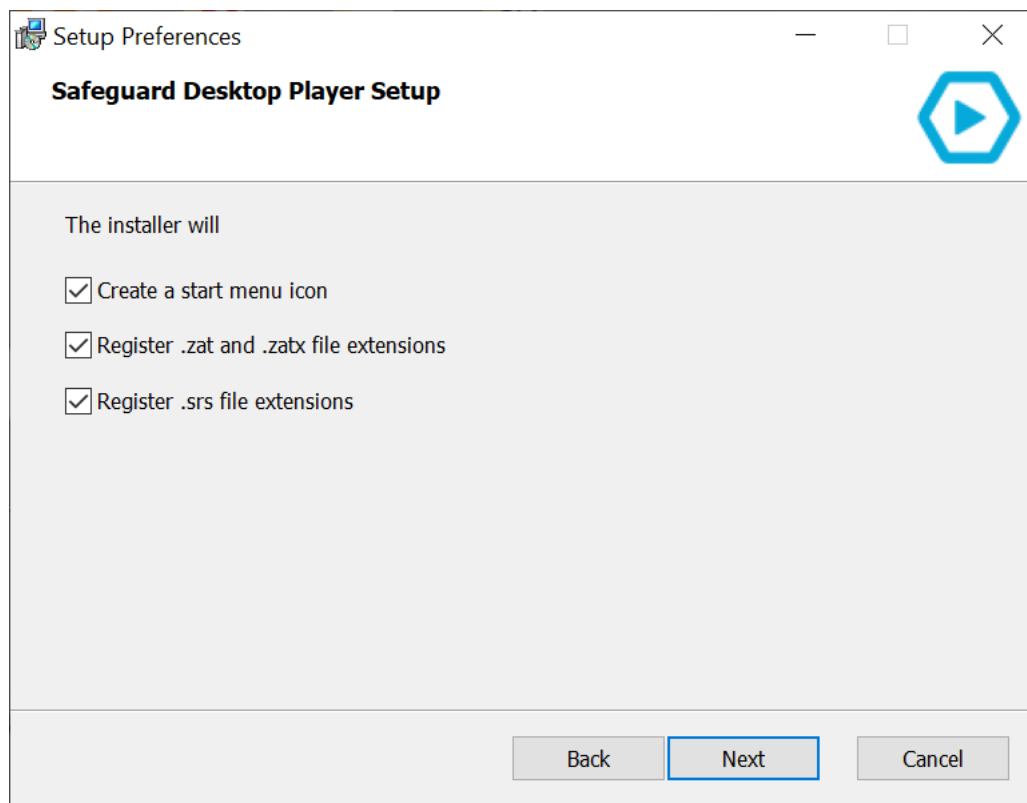 Setup Preferences
Safeguard Desktop Player Setup
The installer will
Create a start menu icon
Register .zat and .zatx file extensions
Register .srs file extensions
Back
Next
Cancel